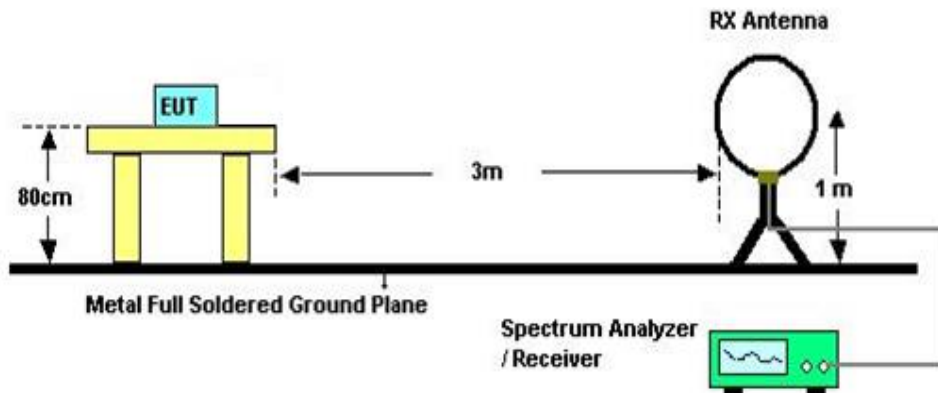 RX Antenna
EUT
3m
80cm
1 m
Metal Full Soldered Ground Plane
Spectrum Analyzer
/ Receiver